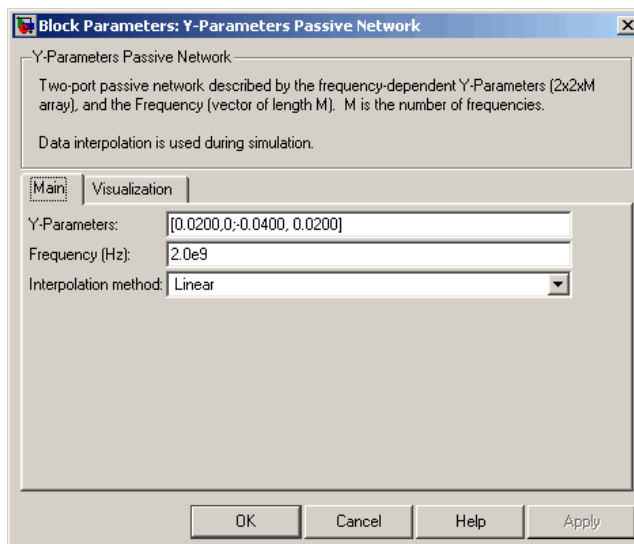 Block Parameters: Y-Parameters Passive Network
Y-Parameters Passive Network
Two-port passive network described by the frequency-dependent Y-Parameters (2x2xM
array), and the Frequency (vector of length M). M is the number of frequencies.
Data interpolation is used during simulation.
Main Visualization
Y-Parameters: [0.0200,0;-0.0400, 0.0200]
Frequency (Hz): 2.0e9
Interpolation method: Linear
OK Cancel Help Apply